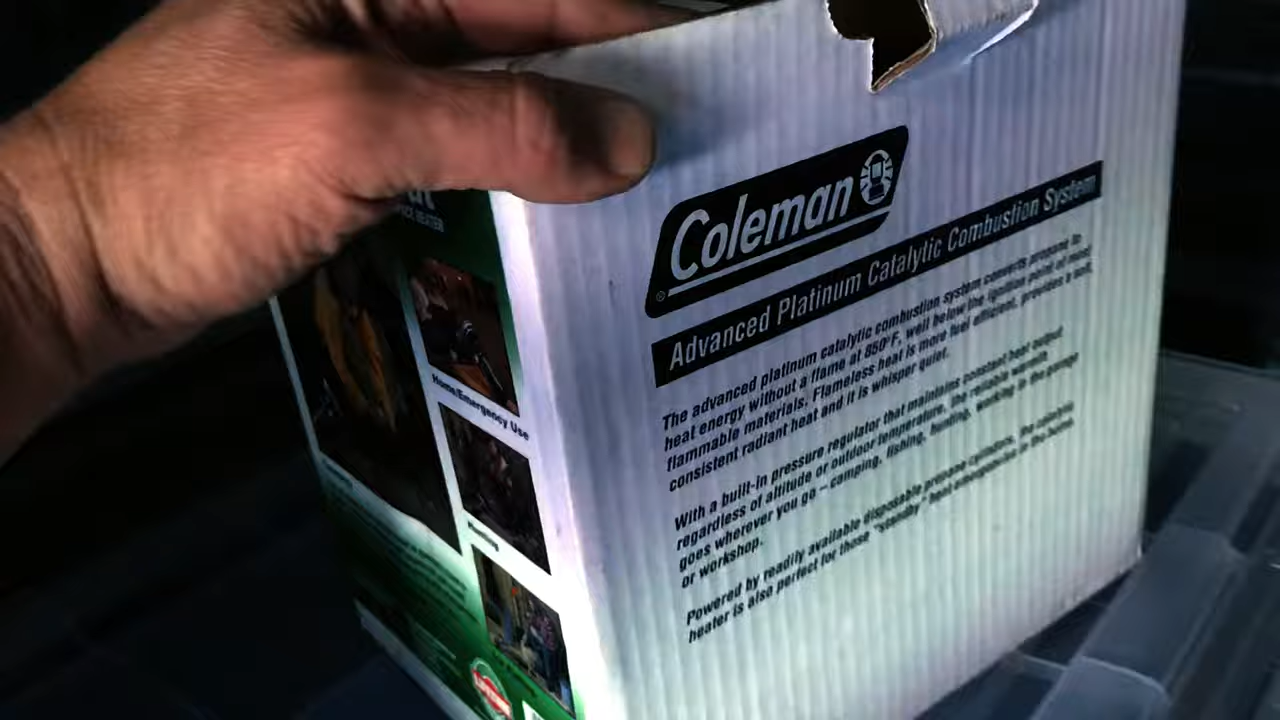 Coleman
®
Advanced Platinum Catalytic Combustion System
The advanced platinum catalytic combustion system converts propane to
heat energy without a flame at 850°F, well below the ignition point of most
flammable materials. Flameless heat is more fuel efficient, provides a soft,
consistent radiant heat and it is whisper quiet.
With a built-in pressure regulator that maintains constant heat output
regardless of altitude or outdoor temperature, the reliable warmth
goes wherever you go – camping, fishing, hunting, working in the garage
or workshop.
Powered by readily available disposable propane cylinders, the
heater is also perfect for those "standby" heat emergencies in the home.
HEATER
Home/Emergency Use